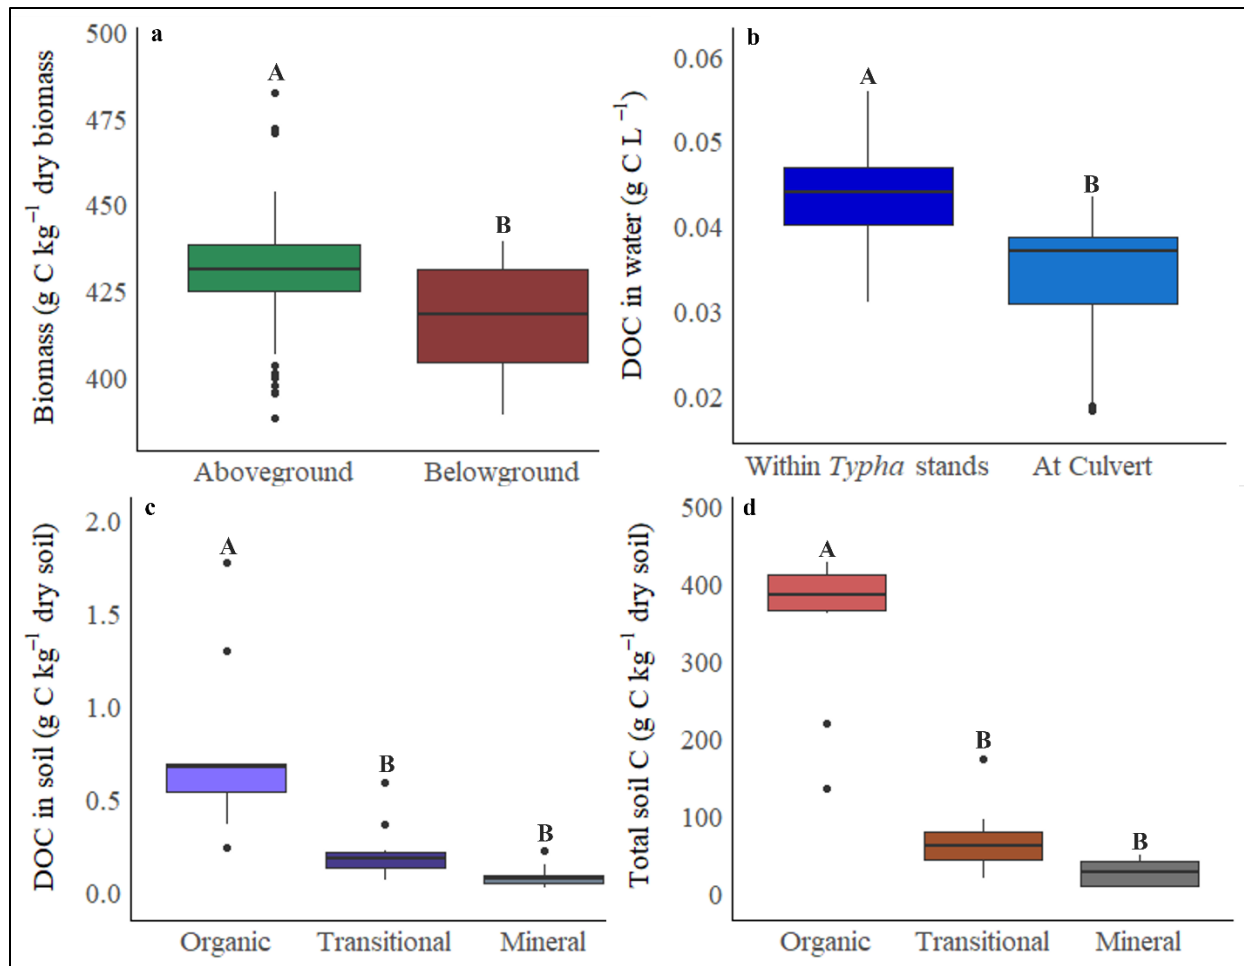 a
Biomass (g C kg⁻¹ dry biomass
500
475
450
425
400
A
B
Aboveground
Belowground
b
DOC in water (g C L ⁻¹)
0.06
0.05
0.04
0.03
0.02
A
B
Within Typha stands
At Culvert
c
DOC in soil (g C kg⁻¹ dry soil)
2.0
1.5
1.0
0.5
0.0
A
B
B
Organic
Transitional
Mineral
d
Total soil C (g C kg⁻¹ dry soil)
500
400
300
200
100
0
A
B
B
Organic
Transitional
Mineral